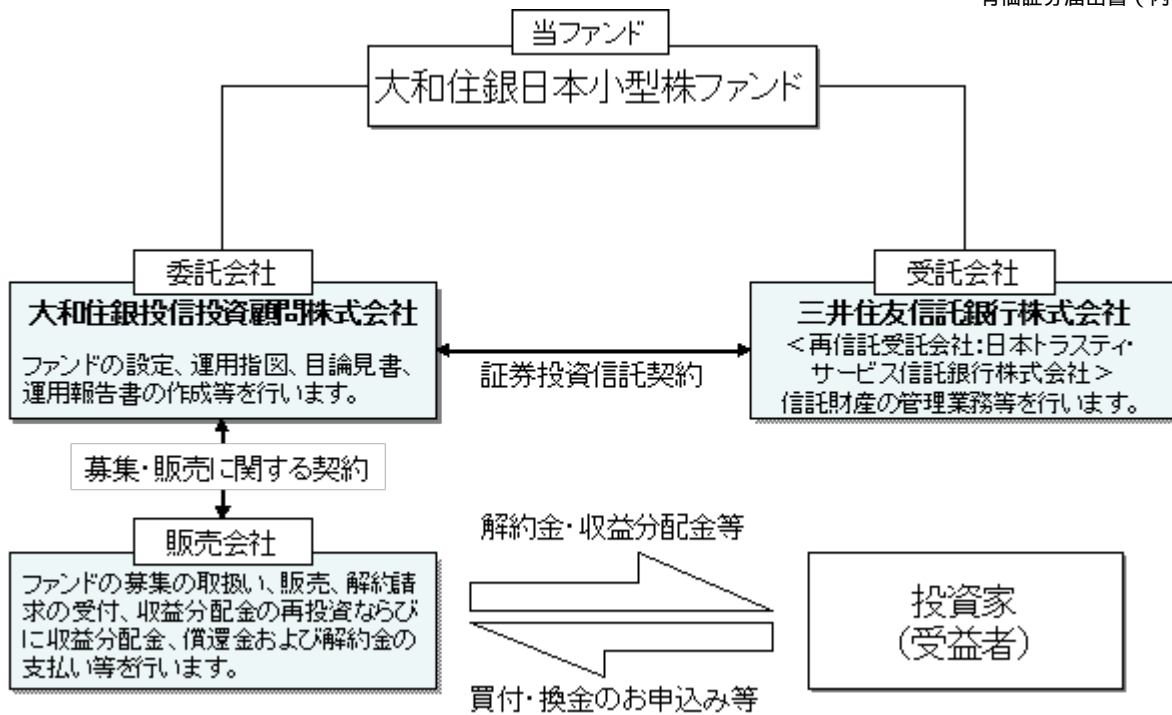 有価証券届出書（内
当ファンド
大和住銀日本小型株ファンド
委託会社
大和住銀投信投資顧問株式会社
ファンドの設定、運用指図、目論見書、
運用報告書の作成等を行います。
証券投資信託契約
受託会社
三井住友信託銀行株式会社
＜再信託受託会社:日本トラスティ・
サービス信託銀行株式会社＞
信託財産の管理業務等を行います。
募集・販売に関する契約
販売会社
ファンドの募集の取扱い、販売、解約請
求の受付、収益分配金の再投資ならび
に収益分配金、償還金および解約金の
支払い等を行います。
解約金・収益分配金等
買付・換金のお申込み等
投資家
(受益者)